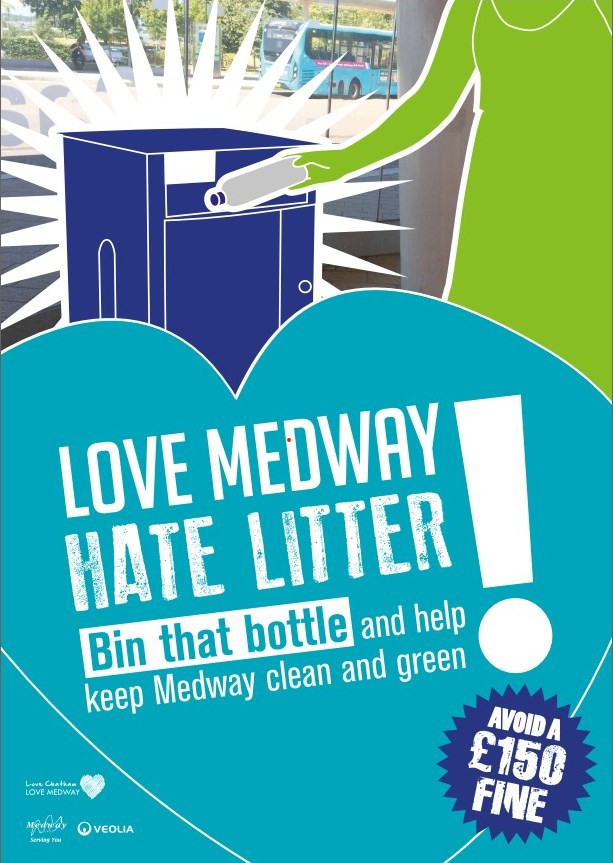 LOVE MEDWAY
HATE LITTER!
Bin that bottle and help
keep Medway clean and green
AVOID A
£150
FINE
Love Chatham
LOVE MEDWAY
Medway
Serving You
VEOLIA